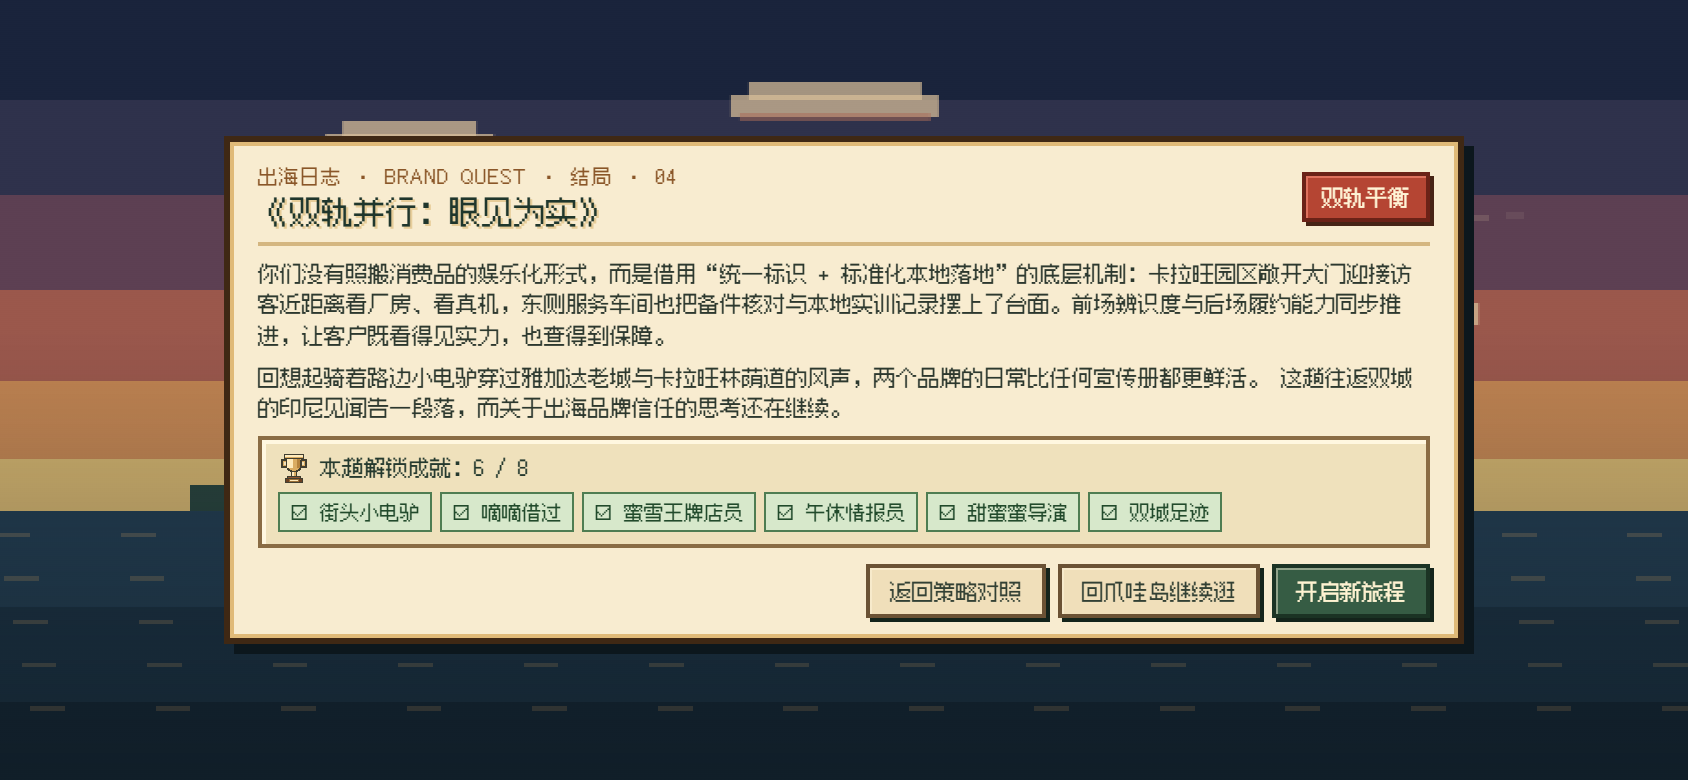 出海日志 · BRAND QUEST · 结局 · 04
《双轨并行：眼见为实》
双轨平衡
你们没有照搬消费品的娱乐化形式，而是借用“统一标识 + 标准化本地落地”的底层机制：卡拉旺园区敞开大门迎接访
客近距离看厂房、看真机，东侧服务车间也把备件核对与本地实训记录摆上了台面。前场辨识度与后场履约能力同步推
进，让客户既看得见实力，也查得到保障。
回想起骑着路边小电驴穿过雅加达老城与卡拉旺林荫道的风声，两个品牌的日常比任何宣传册都更鲜活。 这趟往返双城
的印尼见闻告一段落，而关于出海品牌信任的思考还在继续。
本趟解锁成就：6 / 8
☑ 街头小电驴 ☑ 嘀嘀借过 ☑ 蜜雪王牌店员 ☑ 午休情报员 ☑ 甜蜜蜜导演 ☑ 双城足迹
返回策略对照 回爪哇岛继续逛 开启新旅程